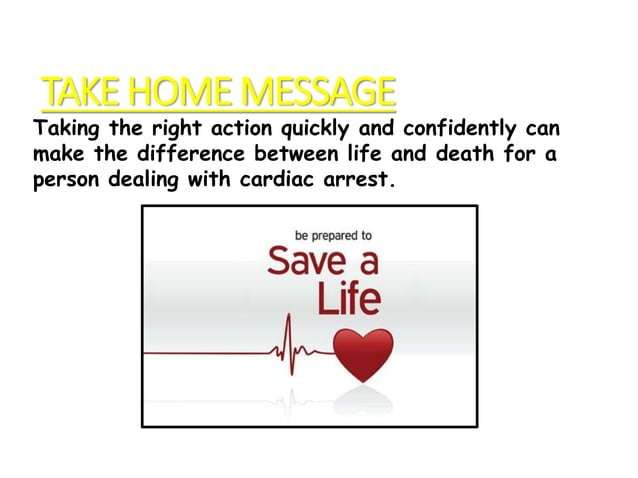 TAKE HOME MESSAGE
Taking the right action quickly and confidently can
make the difference between life and death for a
person dealing with cardiac arrest.
be prepared to
Save a
Life